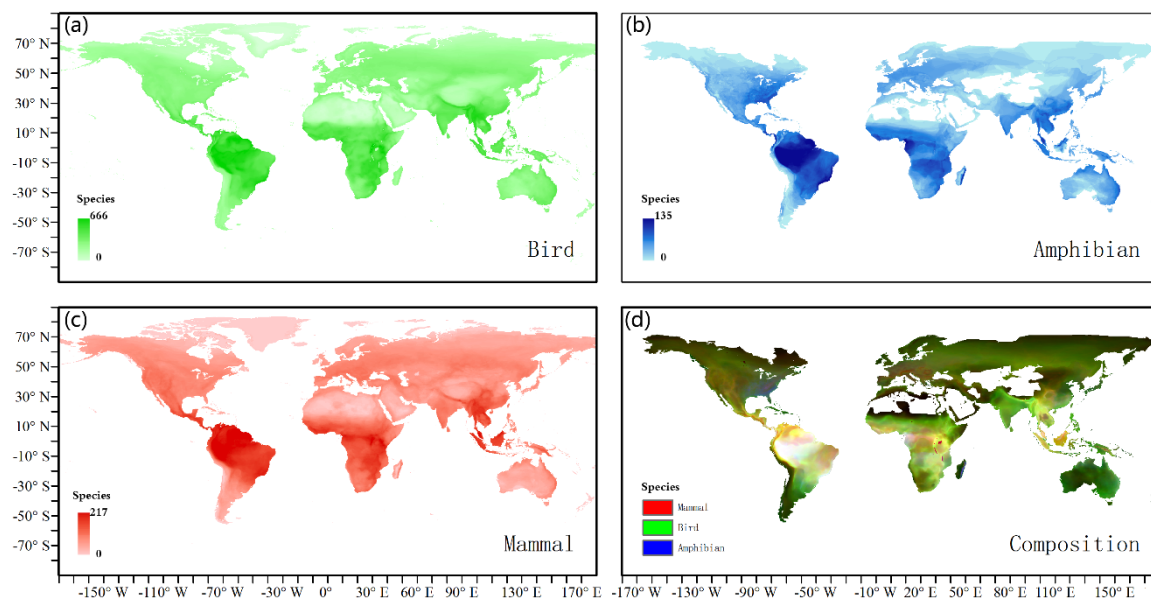 (a)
70° N
50° N
30° N
10° N
-10° S
-30° S
-50° S
-70° S
Species
666
0
Bird
(b)
Species
135
0
Amphibian
(c)
70° N
50° N
30° N
10° N
-10° S
-30° S
-50° S
-70° S
Species
217
0
Mammal
-150° W -110° W -70° W -30° W 0° E 30° E 60° E 90° E 130° E 170° E
(d)
Species
Mammal
Bird
Amphibian
Composition
-170° W -130° W -90° W -50° W -10° W 20° E 50° E 80° E 110° E 150° E